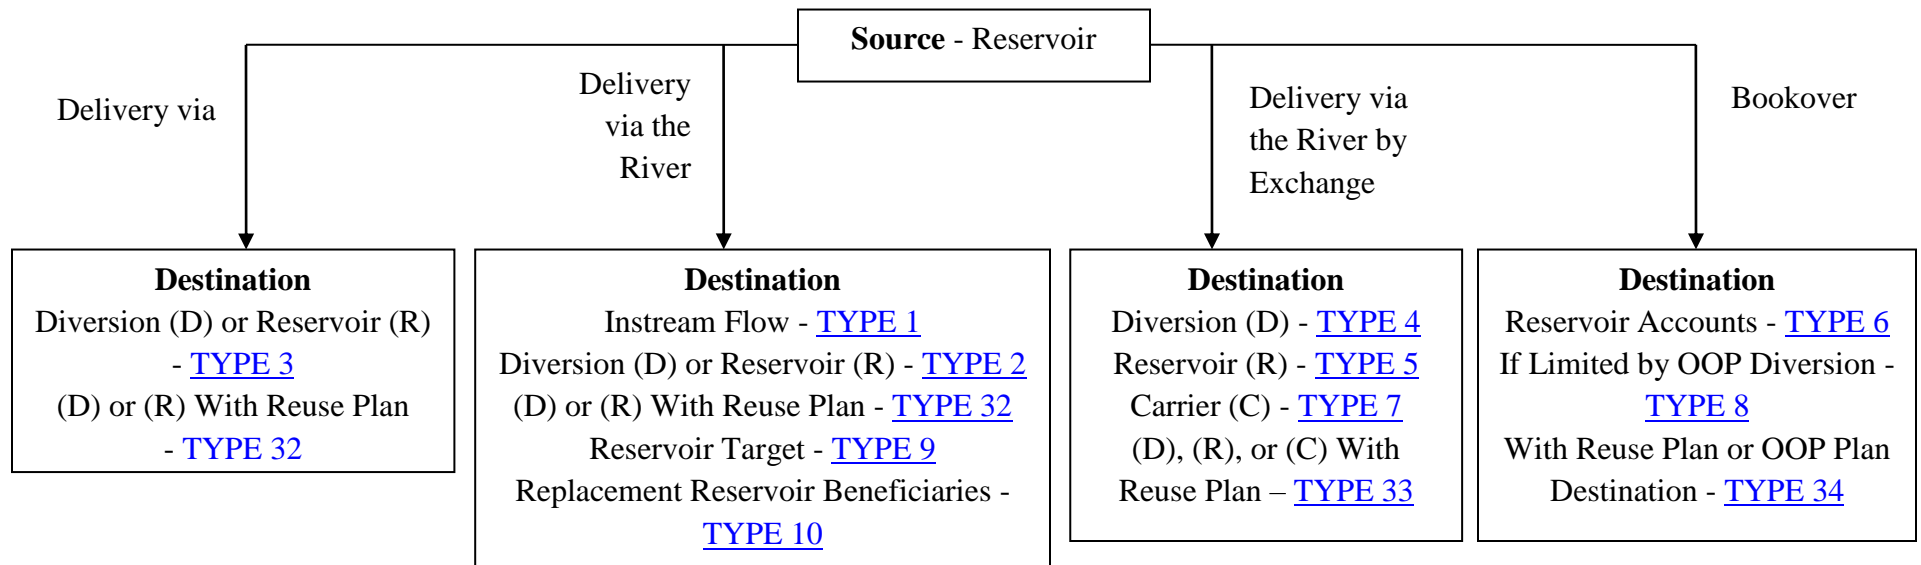 Source - Reservoir
Delivery via
Delivery
via the
River
Delivery via
the River by
Exchange
Bookover
Destination
Diversion (D) or Reservoir (R)
- TYPE 3
(D) or (R) With Reuse Plan
- TYPE 32
Destination
Instream Flow - TYPE 1
Diversion (D) or Reservoir (R) - TYPE 2
(D) or (R) With Reuse Plan - TYPE 32
Reservoir Target - TYPE 9
Replacement Reservoir Beneficiaries -
TYPE 10
Destination
Diversion (D) - TYPE 4
Reservoir (R) - TYPE 5
Carrier (C) - TYPE 7
(D), (R), or (C) With
Reuse Plan – TYPE 33
Destination
Reservoir Accounts - TYPE 6
If Limited by OOP Diversion -
TYPE 8
With Reuse Plan or OOP Plan
Destination - TYPE 34